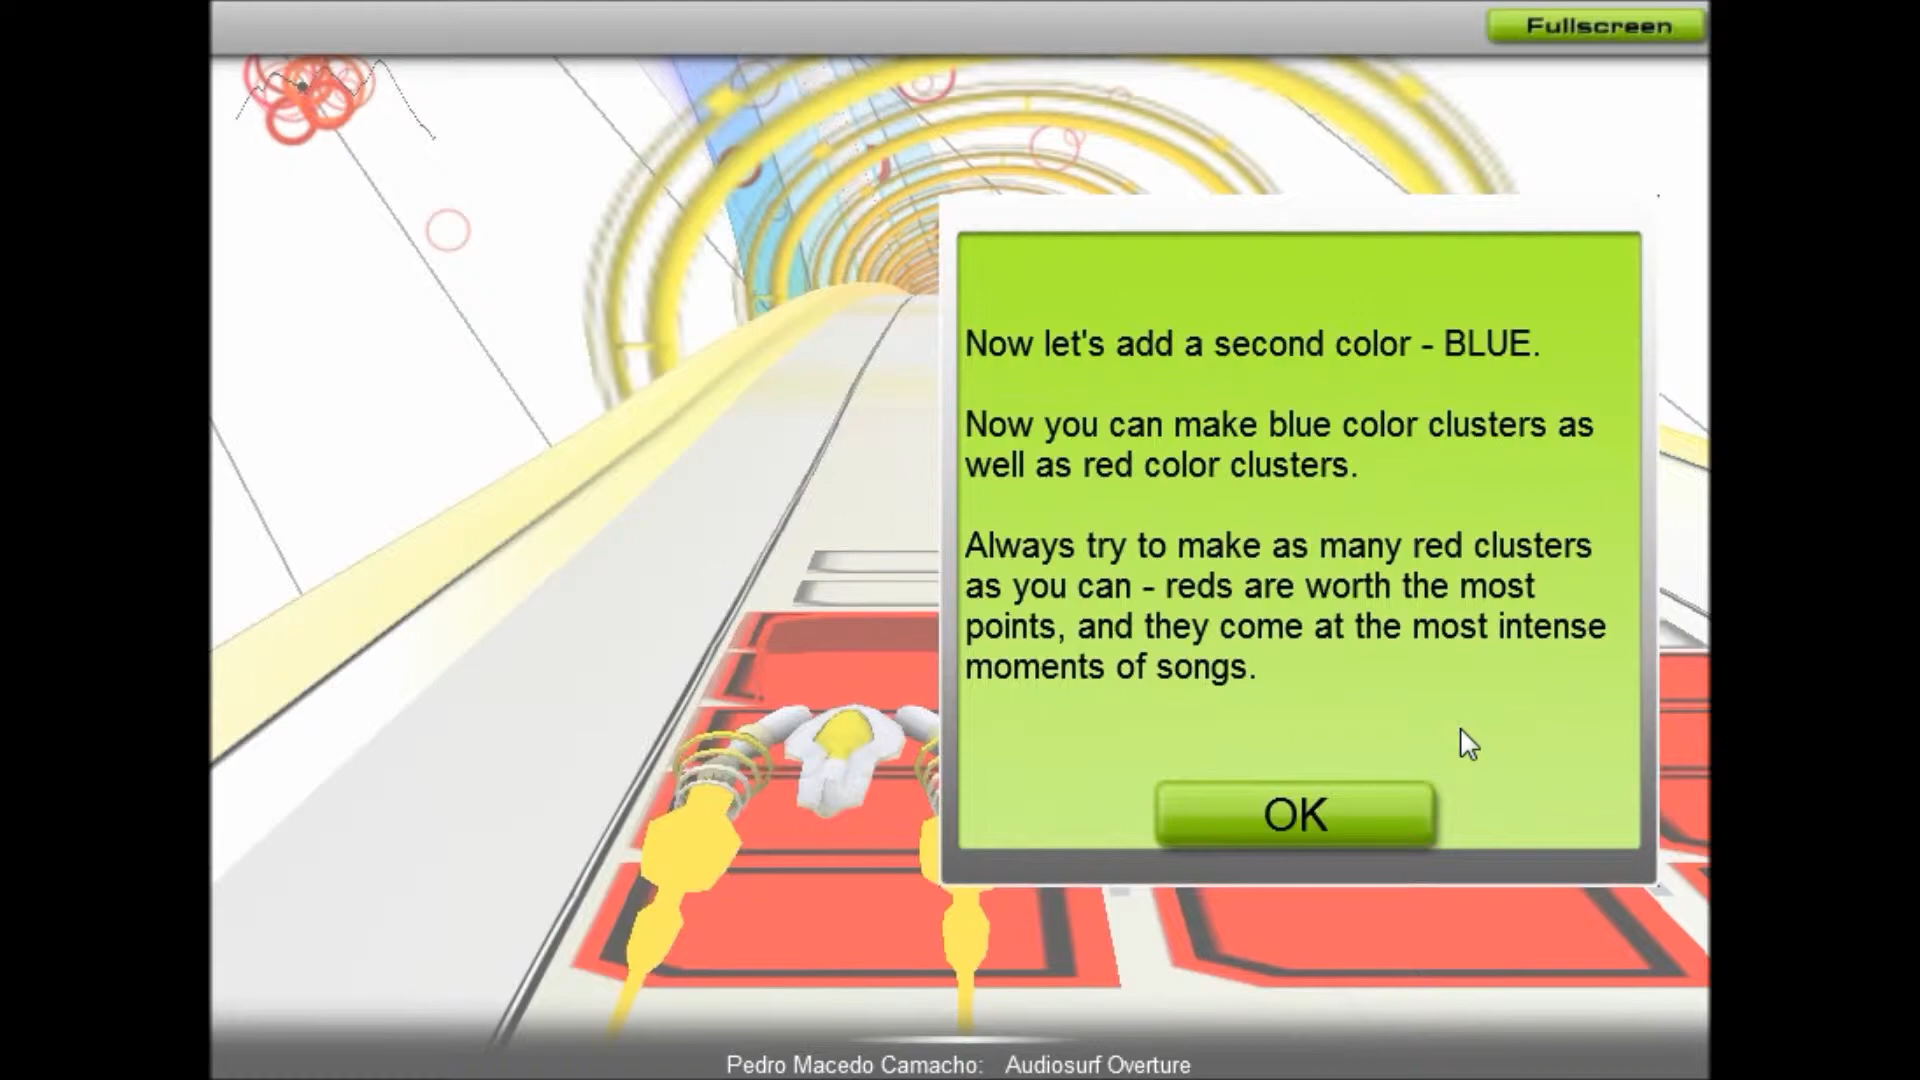 Fullscreen
Now let's add a second color - BLUE.
Now you can make blue color clusters as
well as red color clusters.
Always try to make as many red clusters
as you can - reds are worth the most
points, and they come at the most intense
moments of songs.
OK
Pedro Macedo Camacho: Audiosurf Overture